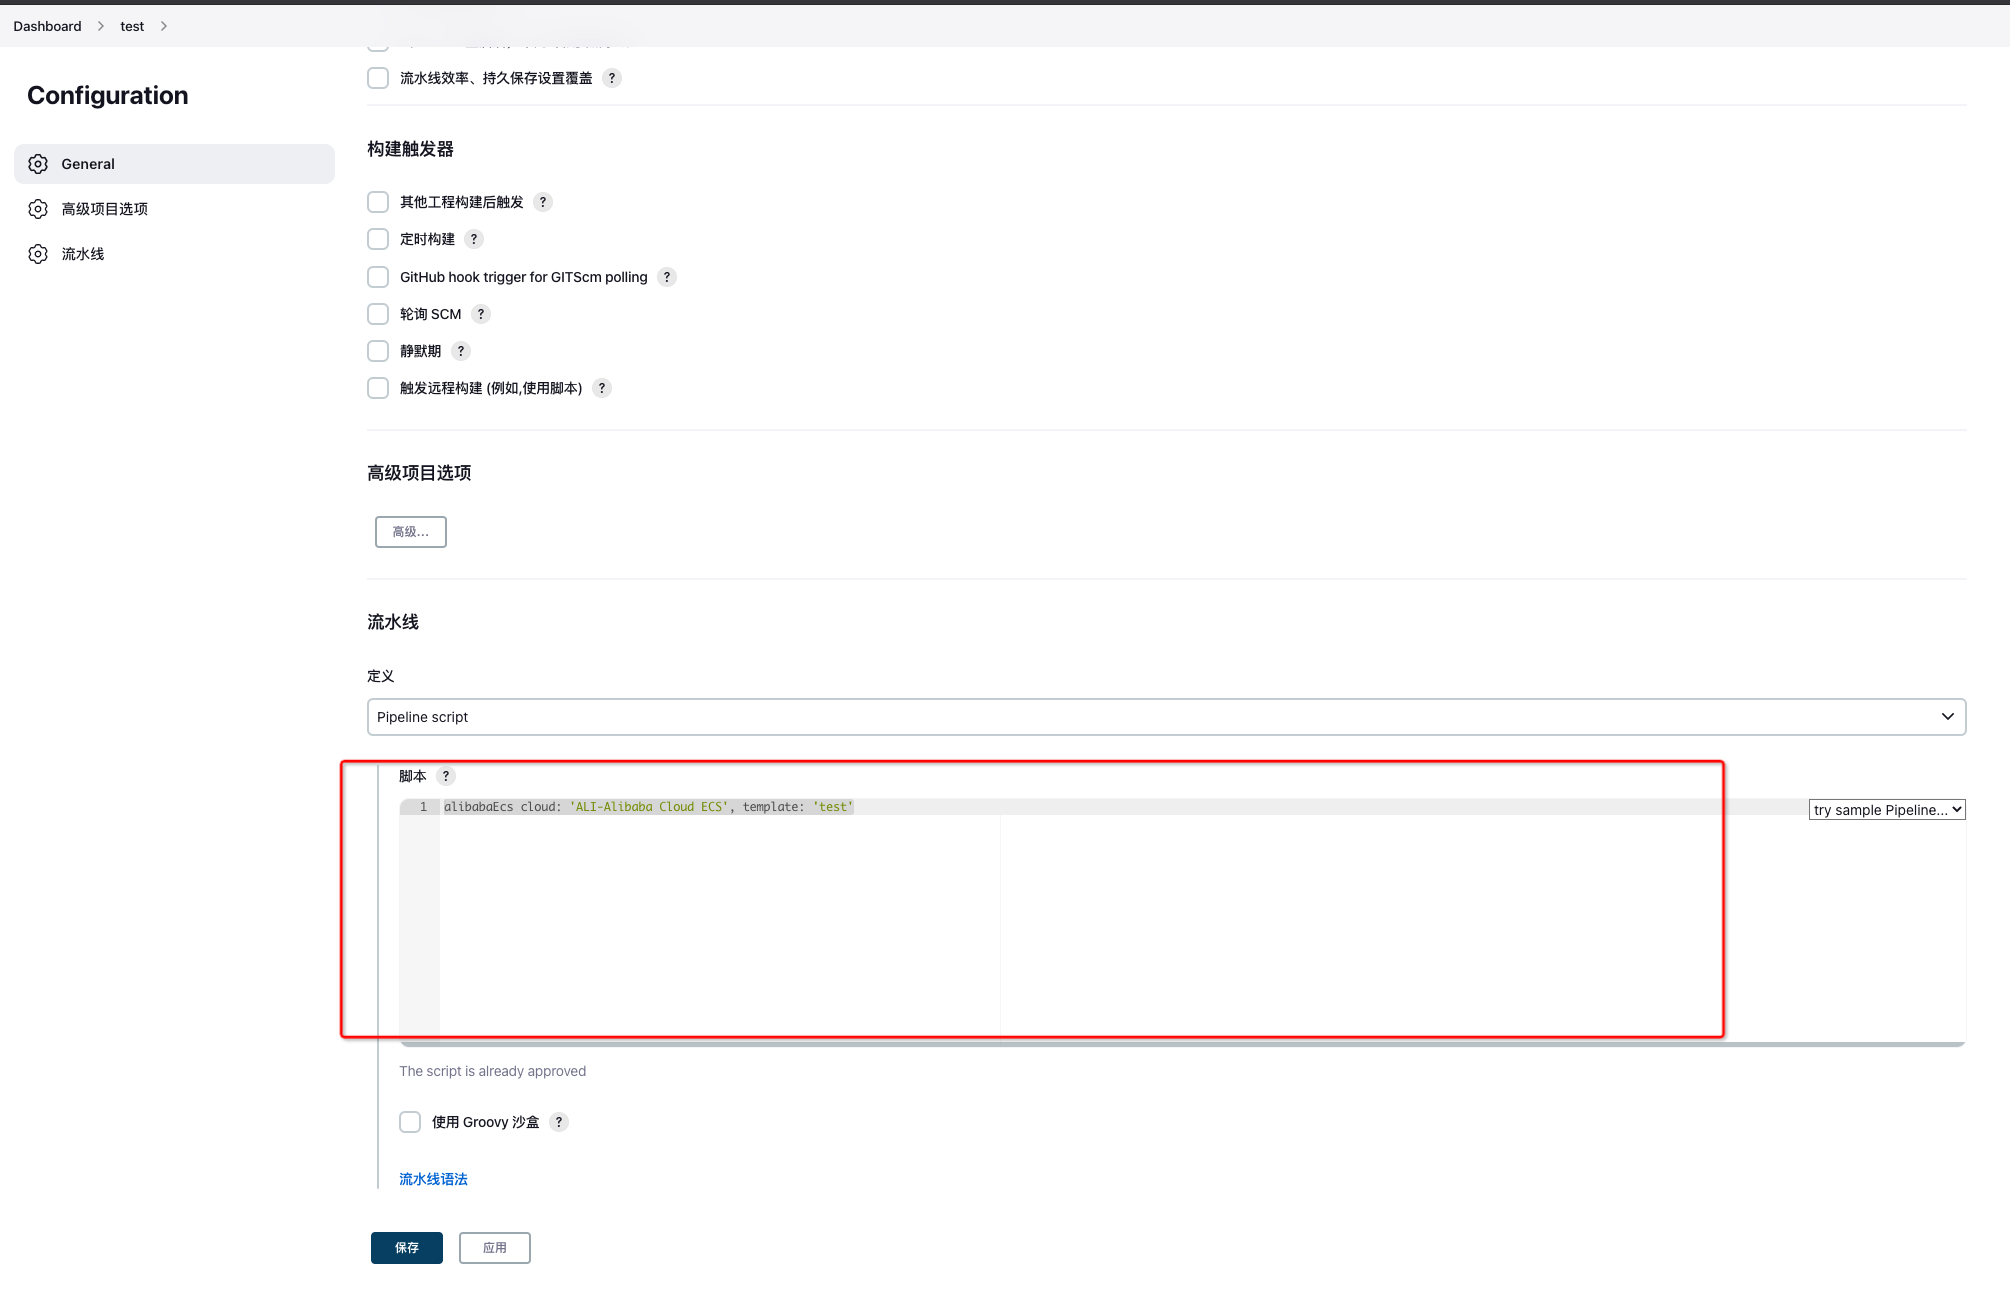 Dashboard > test >
Configuration
General
高级项目选项
流水线
流水线效率、持久保存设置覆盖 ?
构建触发器
其他工程构建后触发 ?
定时构建 ?
GitHub hook trigger for GITScm polling ?
轮询 SCM ?
静默期 ?
触发远程构建 (例如,使用脚本) ?
高级项目选项
高级...
流水线
定义
Pipeline script
脚本 ?
1 alibabaEcs cloud: 'ALI-Alibaba Cloud ECS', template: 'test'
try sample Pipeline...
The script is already approved
使用 Groovy 沙盒 ?
流水线语法
保存
应用